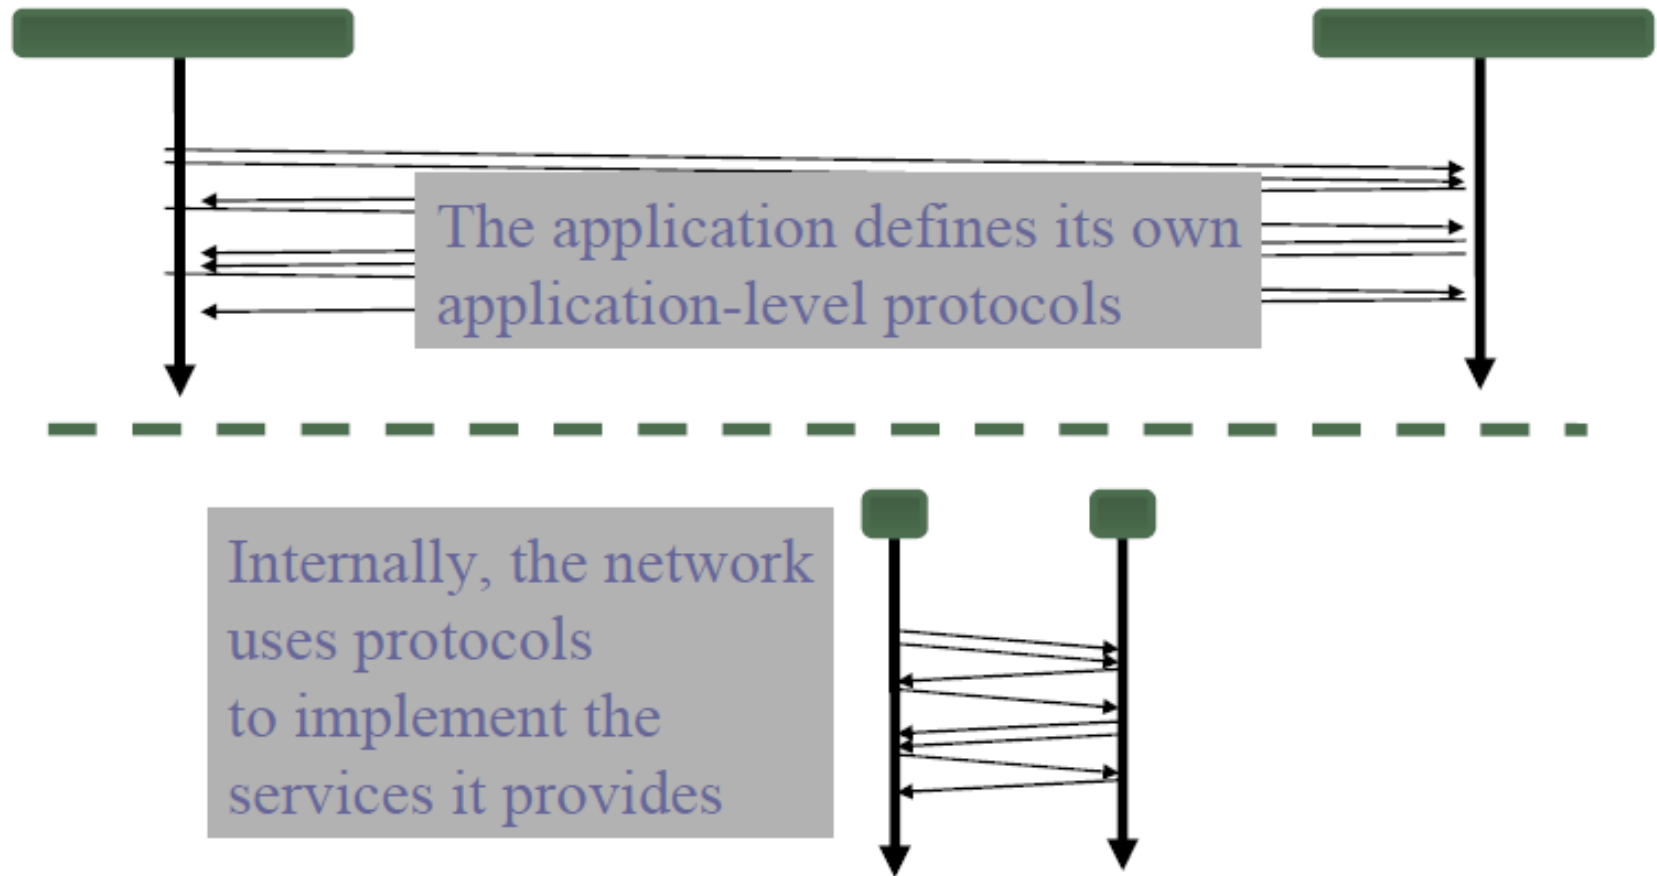 The application defines its own
application-level protocols
Internally, the network
uses protocols
to implement the
services it provides